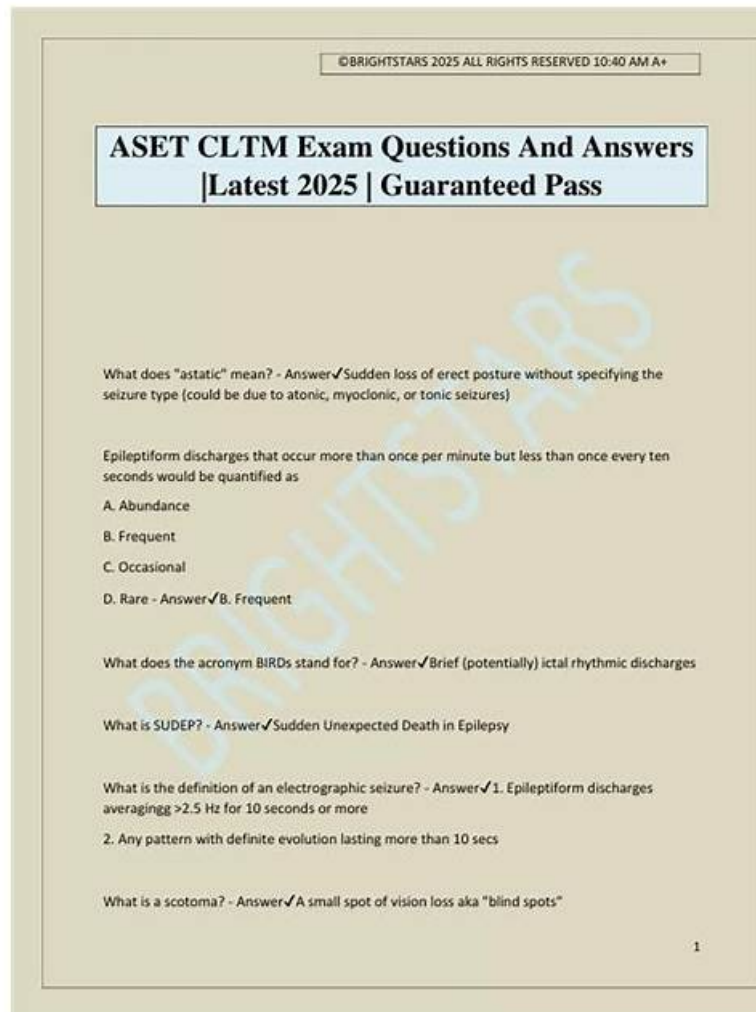 ©BRIGHTSTARS 2025 ALL RIGHTS RESERVED 10:40 AM A+
ASET CLTM Exam Questions And Answers
|Latest 2025 | Guaranteed Pass
What does "astatic" mean? - Answer✓Sudden loss of erect posture without specifying the
seizure type (could be due to atonic, myoclonic, or tonic seizures)
Epileptiform discharges that occur more than once per minute but less than once every ten
seconds would be quantified as
A. Abundance
B. Frequent
C. Occasional
D. Rare - Answer✓B. Frequent
What does the acronym BIRDs stand for? - Answer✓Brief (potentially) ictal rhythmic discharges
What is SUDEP? - Answer✓Sudden Unexpected Death in Epilepsy
What is the definition of an electrographic seizure? - Answer✓1. Epileptiform discharges
averagingg >2.5 Hz for 10 seconds or more
2. Any pattern with definite evolution lasting more than 10 secs
What is a scotoma? - Answer✓A small spot of vision loss aka "blind spots"
1
BRIGHTSTARS